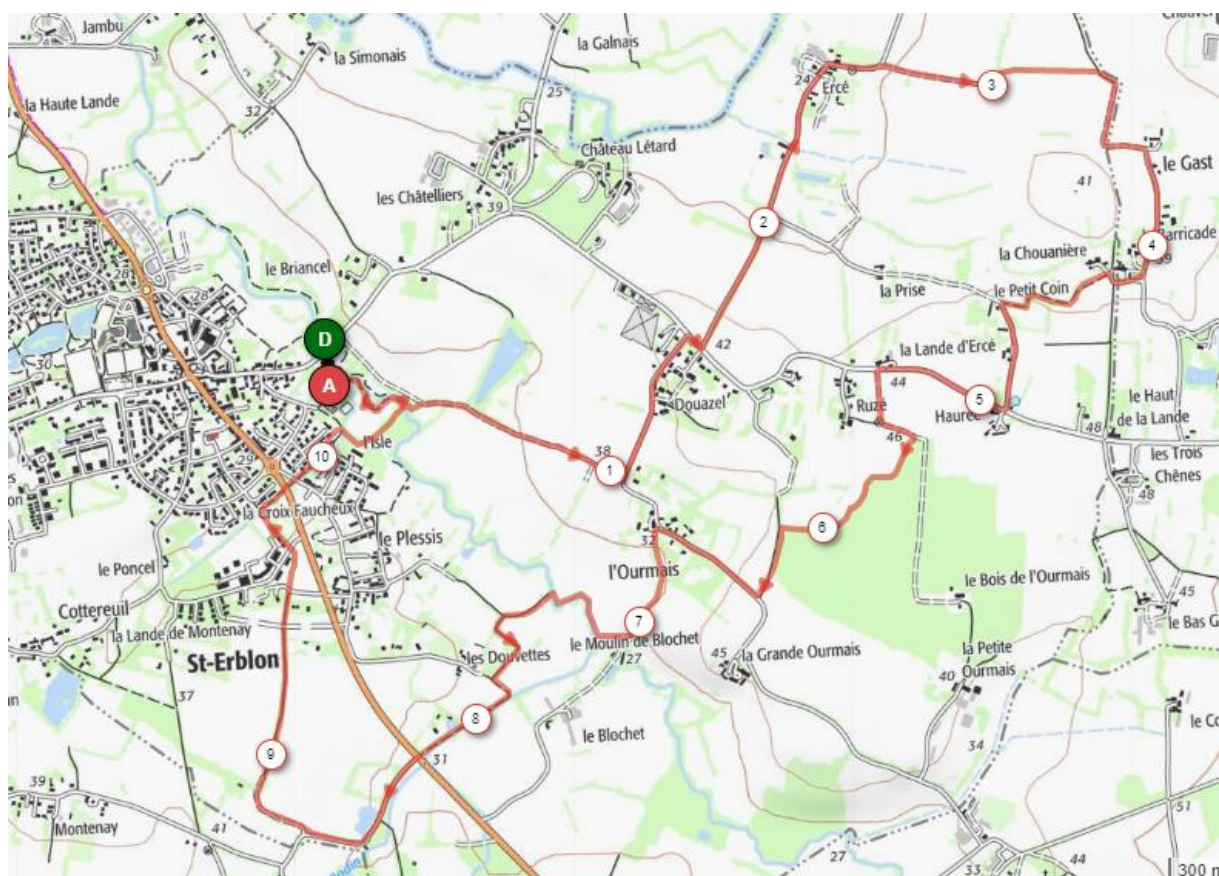 Jambu
la Simonais
la Galnais
la Haute Lande
32
25
24
Ercé
3
Château Létard
les Châtelliers
39
le Gast
41
2
4
la Chouanière
le Briancel
28
28
la Prise
le Petit Coin
D
30
42
la Lande d'Ercé
A
44
5
Douazel
Ruzé
Haurée
le Haut
de la Lande
48
46
l'Isle
10
29
38
1
les Trois
Chênes
48
la Croix Faucheux
6
32
le Plessis
l'Ourmais
le Poncel
le Bois de l'Ourmais
Cottereuil
45
7
le Bas G
la Lande de Montenay
le Moulin de Blochet
St-Erblon
les Douvettes
27
45
la Grande Ourmais
la Petite
Ourmais
40
37
8
le Blochet
34
9
31
39
Montenay
41
51
27
33
44
300 m